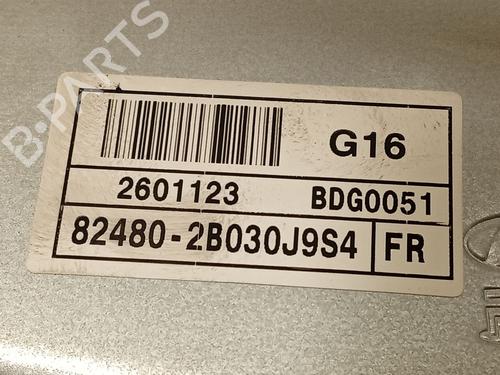 B-PARTS
G16
2601123 BDG0051
82480-2B030J9S4 FR